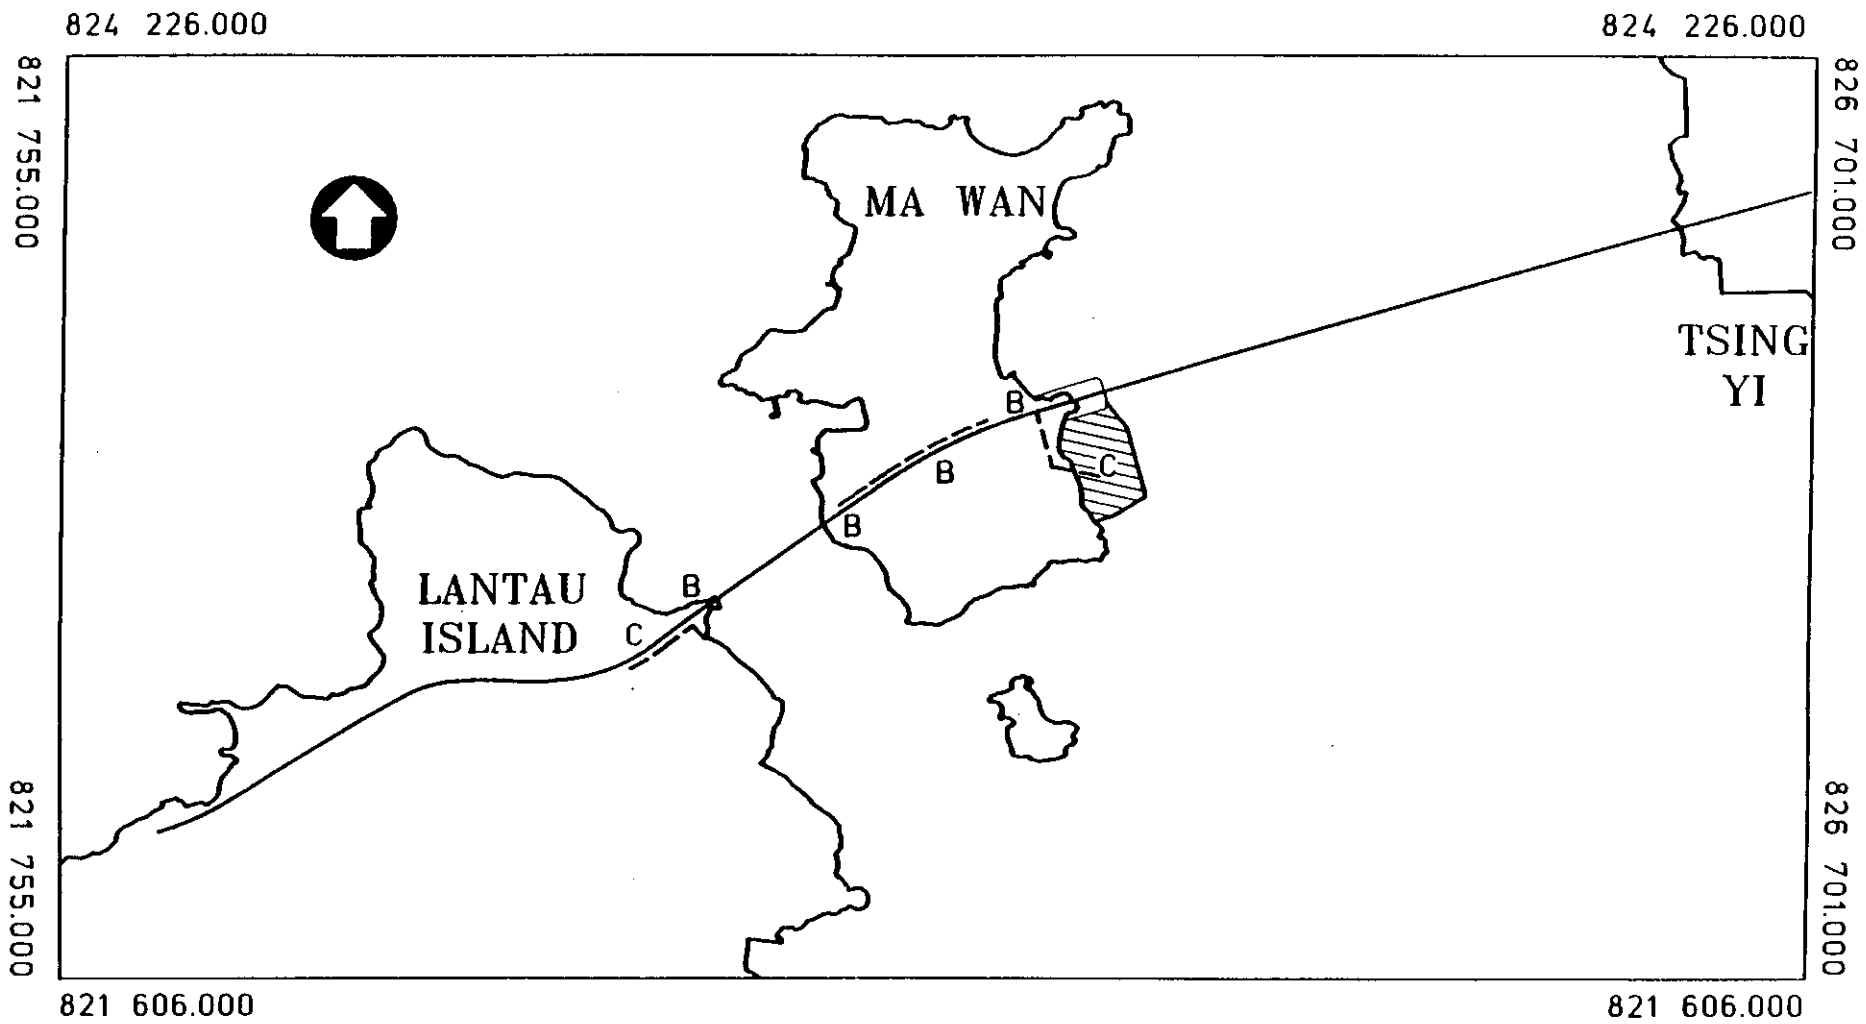 824 226.000
824 226.000
821 755.000
826 701.000
MA WAN
TSING
YI
B
B
C
B
B
LANTAU
ISLAND
B
C
821 755.000
826 701.000
821 606.000
821 606.000